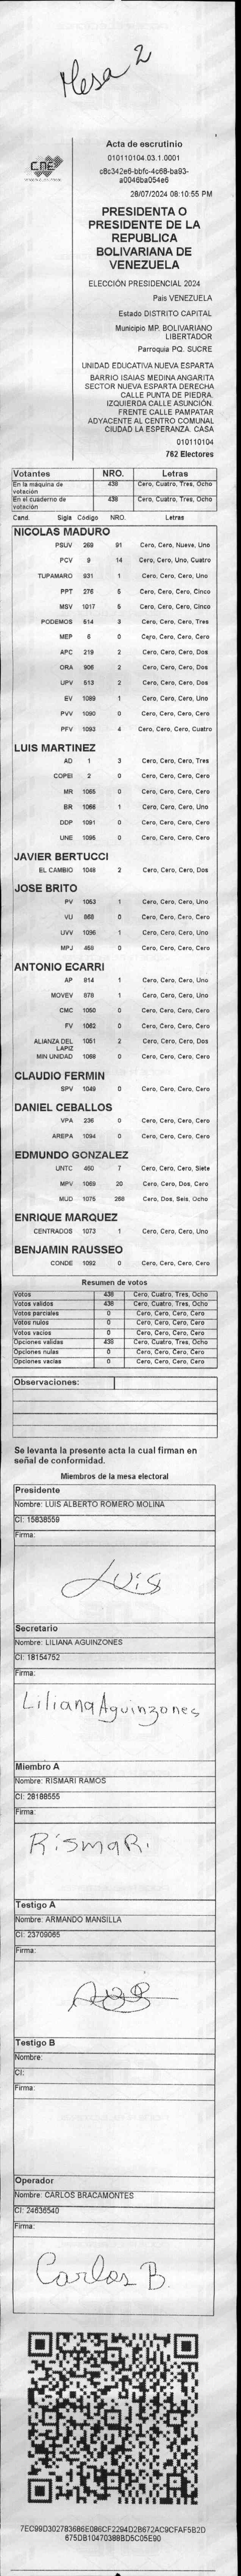 Mesa 2
CNE
Acta de escrutinio
010110104.03.1.0001
c8c342e6-bbfc-4c68-ba93-
a0046ba054e6
28/07/2024 08:10:55 PM
PRESIDENTA O
PRESIDENTE DE LA
REPUBLICA
BOLIVARIANA DE
VENEZUELA
ELECCIÓN PRESIDENCIAL 2024
País VENEZUELA
Estado DISTRITO CAPITAL
Municipio MP. BOLIVARIANO
LIBERTADOR
Parroquia PQ. SUCRE
UNIDAD EDUCATIVA NUEVA ESPARTA
BARRIO ISAIAS MEDINA ANGARITA
SECTOR NUEVA ESPARTA DERECHA
CALLE PUNTA DE PIEDRA.
IZQUIERDA CALLE ASUNCIÓN.
FRENTE CALLE PAMPATAR
ADYACENTE AL CENTRO COMUNAL
CIUDAD LA ESPERANZA. CASA
010110104
762 Electores
Votantes NRO. Letras
En la máquina de votación 438 Cero, Cuatro, Tres, Ocho
En el cuaderno de votación 438 Cero, Cuatro, Tres, Ocho
Cand. Sigla Código NRO. Letras
NICOLAS MADURO
PSUV 269 91 Cero, Cero, Nueve, Uno
PCV 9 14 Cero, Cero, Uno, Cuatro
TUPAMARO 931 1 Cero, Cero, Cero, Uno
PPT 276 5 Cero, Cero, Cero, Cinco
MSV 1017 5 Cero, Cero, Cero, Cinco
PODEMOS 514 3 Cero, Cero, Cero, Tres
MEP 6 0 Cero, Cero, Cero, Cero
APC 219 2 Cero, Cero, Cero, Dos
ORA 906 2 Cero, Cero, Cero, Dos
UPV 513 2 Cero, Cero, Cero, Dos
EV 1089 1 Cero, Cero, Cero, Uno
PVV 1090 0 Cero, Cero, Cero, Cero
PFV 1093 4 Cero, Cero, Cero, Cuatro
LUIS MARTINEZ
AD 1 3 Cero, Cero, Cero, Tres
COPEI 2 0 Cero, Cero, Cero, Cero
MR 1065 0 Cero, Cero, Cero, Cero
BR 1066 1 Cero, Cero, Cero, Uno
DDP 1091 0 Cero, Cero, Cero, Cero
UNE 1095 0 Cero, Cero, Cero, Cero
JAVIER BERTUCCI
EL CAMBIO 1048 2 Cero, Cero, Cero, Dos
JOSE BRITO
PV 1053 1 Cero, Cero, Cero, Uno
VU 868 0 Cero, Cero, Cero, Cero
UVV 1096 1 Cero, Cero, Cero, Uno
MPJ 458 0 Cero, Cero, Cero, Cero
ANTONIO ECARRI
AP 814 1 Cero, Cero, Cero, Uno
MOVEV 878 1 Cero, Cero, Cero, Uno
CMC 1050 0 Cero, Cero, Cero, Cero
FV 1062 0 Cero, Cero, Cero, Cero
ALIANZA DEL LAPIZ 1051 2 Cero, Cero, Cero, Dos
MIN UNIDAD 1068 0 Cero, Cero, Cero, Cero
CLAUDIO FERMIN
SPV 1049 0 Cero, Cero, Cero, Cero
DANIEL CEBALLOS
VPA 236 0 Cero, Cero, Cero, Cero
AREPA 1094 0 Cero, Cero, Cero, Cero
EDMUNDO GONZALEZ
UNTC 460 7 Cero, Cero, Cero, Siete
MPV 1069 20 Cero, Cero, Dos, Cero
MUD 1075 268 Cero, Dos, Seis, Ocho
ENRIQUE MARQUEZ
CENTRADOS 1073 1 Cero, Cero, Cero, Uno
BENJAMIN RAUSSEO
CONDE 1092 0 Cero, Cero, Cero, Cero
Resumen de votos
Votos 438 Cero, Cuatro, Tres, Ocho
Votos validos 438 Cero, Cuatro, Tres, Ocho
Votos parciales 0 Cero, Cero, Cero, Cero
Votos nulos 0 Cero, Cero, Cero, Cero
Votos vacios 0 Cero, Cero, Cero, Cero
Opciones validas 438 Cero, Cuatro, Tres, Ocho
Opciones nulas 0 Cero, Cero, Cero, Cero
Opciones vacias 0 Cero, Cero, Cero, Cero
Observaciones:
Se levanta la presente acta la cual firman en
señal de conformidad.
Miembros de la mesa electoral
Presidente
Nombre: LUIS ALBERTO ROMERO MOLINA
CI: 15838559
Firma:
Luis
Secretario
Nombre: LILIANA AGUINZONES
CI: 18154752
Firma:
Liliana Aguinzones
Miembro A
Nombre: RISMARI RAMOS
CI: 28188555
Firma:
RismaRi
Testigo A
Nombre: ARMANDO MANSILLA
CI: 23709065
Firma:
Testigo B
Nombre:
CI:
Firma:
Operador
Nombre: CARLOS BRACAMONTES
CI: 24636540
Firma:
Carlos B.
7EC99D302783686E086CF2294D2B672AC9CFAF5B2D
675DB10470388BD5C05E90